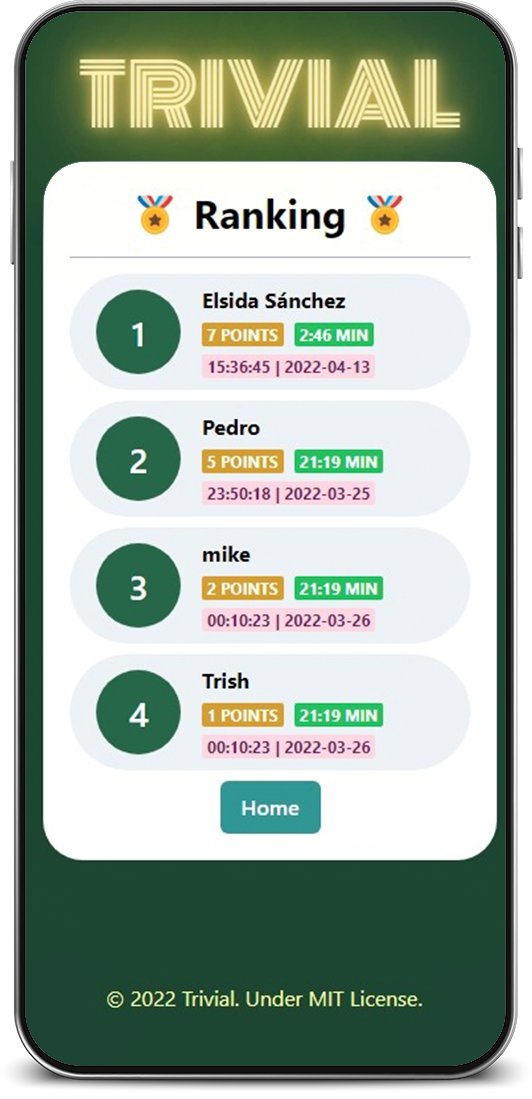 TRIVIAL
Ranking
1
Elsida Sánchez
7 POINTS 2:46 MIN
15:36:45 | 2022-04-13
2
Pedro
5 POINTS 21:19 MIN
23:50:18 | 2022-03-25
3
mike
2 POINTS 21:19 MIN
00:10:23 | 2022-03-26
4
Trish
1 POINTS 21:19 MIN
00:10:23 | 2022-03-26
Home
© 2022 Trivial. Under MIT License.